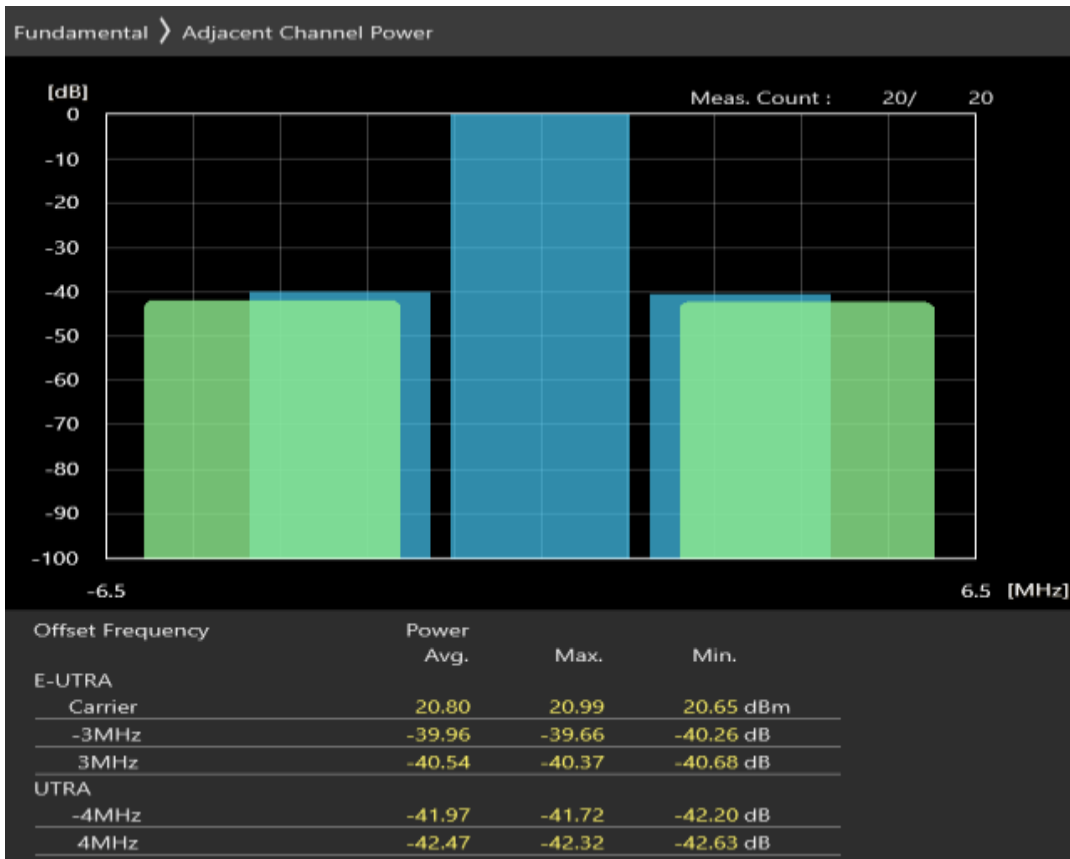 Fundamental 》 Adjacent Channel Power
[dB]
Meas. Count : 20/ 20
0
-10
-20
-30
-40
-50
-60
-70
-80
-90
-100
-6.5 6.5 [MHz]
Offset Frequency Power
Avg. Max. Min.
E-UTRA
Carrier 20.80 20.99 20.65 dBm
-3MHz -39.96 -39.66 -40.26 dB
3MHz -40.54 -40.37 -40.68 dB
UTRA
-4MHz -41.97 -41.72 -42.20 dB
4MHz -42.47 -42.32 -42.63 dB